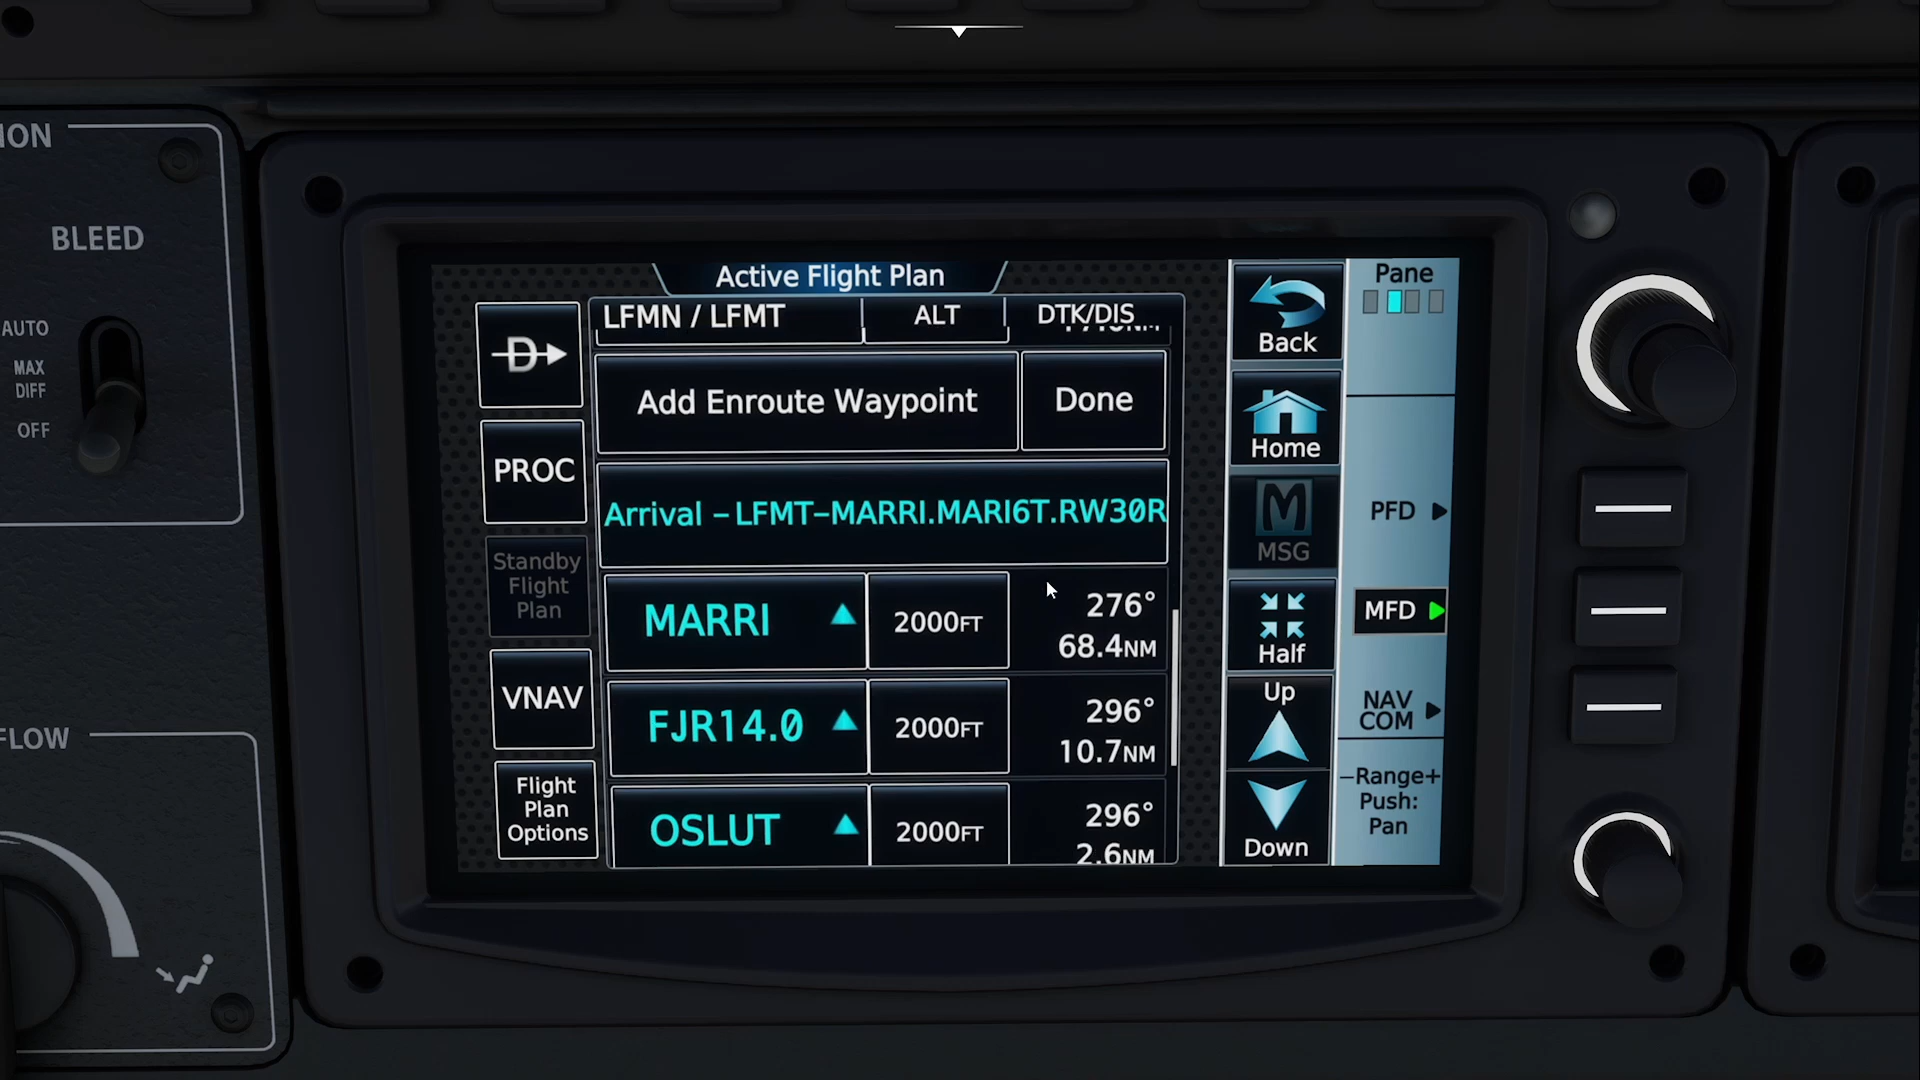 ION
BLEED
AUTO
MAX
DIFF
OFF
FLOW
Active Flight Plan
LFMN / LFMT
ALT
DTK/DIS
Add Enroute Waypoint
Done
PROC
Arrival –LFMT–MARRI.MARI6T.RW30R
Standby
Flight
Plan
MARRI
2000FT
276°
68.4NM
VNAV
FJR14.0
2000FT
296°
10.7NM
Flight
Plan
Options
OSLUT
2000FT
296°
2.6NM
Back
Home
MSG
Half
Up
Down
Pane
PFD
MFD
NAV
COM
–Range+
Push:
Pan